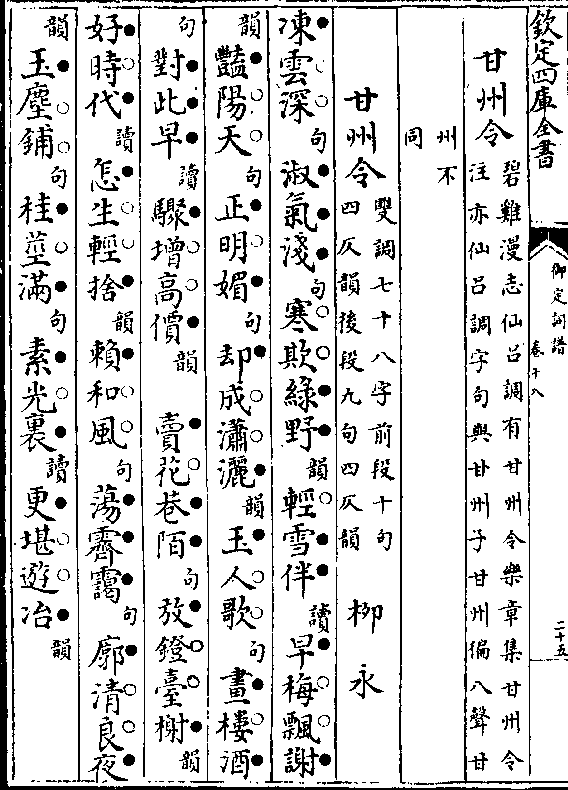 欽定四庫全書
御定詞譜
卷十八
二十五
甘州令
碧雞漫志仙呂調有甘州令樂章集甘州令
注亦仙呂調字句與甘州子甘州徧八聲甘
州不
同
甘州令 雙調七十八字前段十句
四仄韻後段九句四仄韻 柳永
凍雲深句淑氣淺句寒欺綠野韻輕雪伴讀早梅飄謝
韻豔陽天句正明媚句却成瀟灑韻玉人歌句畫樓酒
句對此早讀驟增高價韻 賣花巷陌句放鐙臺榭韻
好時代讀怎生輕捨韻賴和風句蕩霽靄句廓清良夜
韻玉塵鋪句桂莖滿句素光裏讀更堪遊冶韻